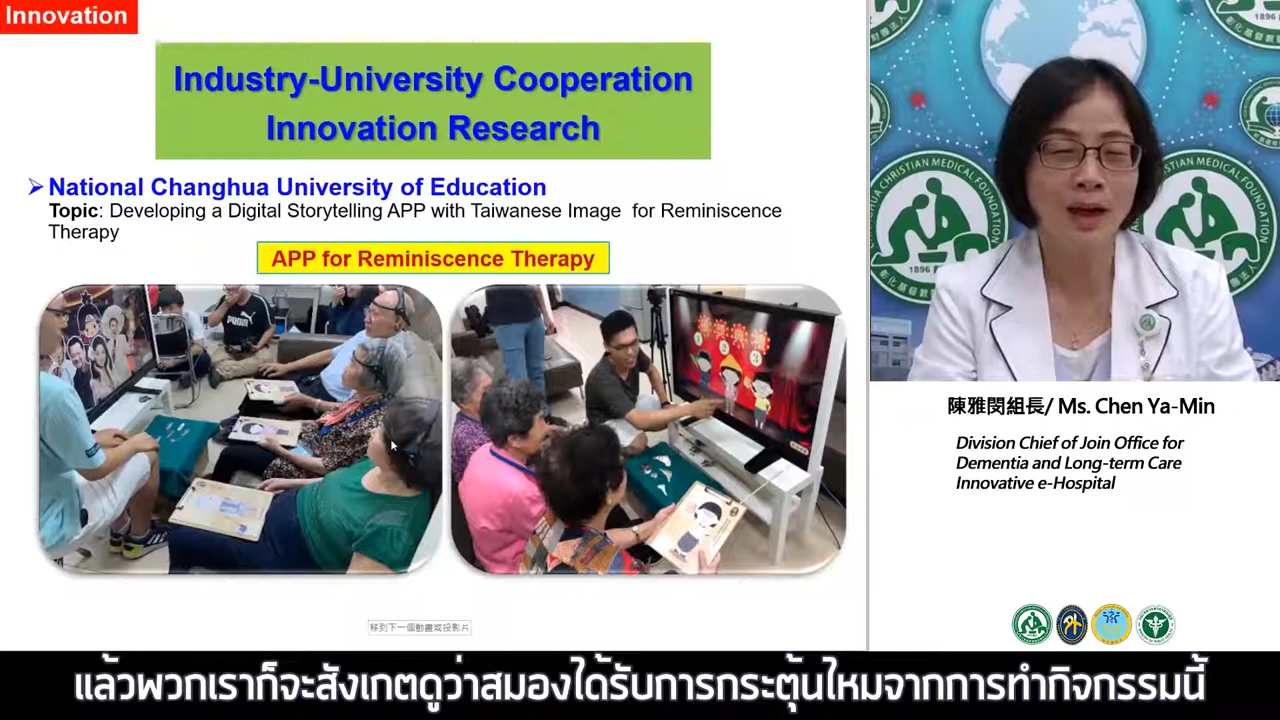 Innovation
Industry-University Cooperation
Innovation Research
➢ National Changhua University of Education
Topic: Developing a Digital Storytelling APP with Taiwanese Image for Reminiscence
Therapy
APP for Reminiscence Therapy
PUMA
1 2 3
移到下一個動畫或投影片
1896
CHANGHUA CHRISTIAN MEDICAL FOUNDATION
1896
陳雅閔組長/ Ms. Chen Ya-Min
Division Chief of Join Office for
Dementia and Long-term Care
Innovative e-Hospital
แล้วพวกเราก็จะสังเกตดูว่าสมองได้รับการกระตุ้นไหมจากการทำกิจกรรมนี้